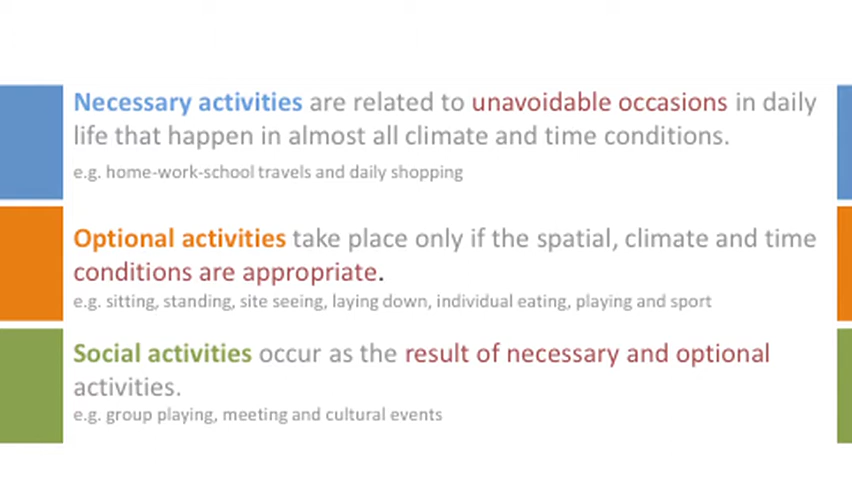 Necessary activities are related to unavoidable occasions in daily
life that happen in almost all climate and time conditions.
e.g. home-work-school travels and daily shopping
Optional activities take place only if the spatial, climate and time
conditions are appropriate.
e.g. sitting, standing, site seeing, laying down, individual eating, playing and sport
Social activities occur as the result of necessary and optional
activities.
e.g. group playing, meeting and cultural events